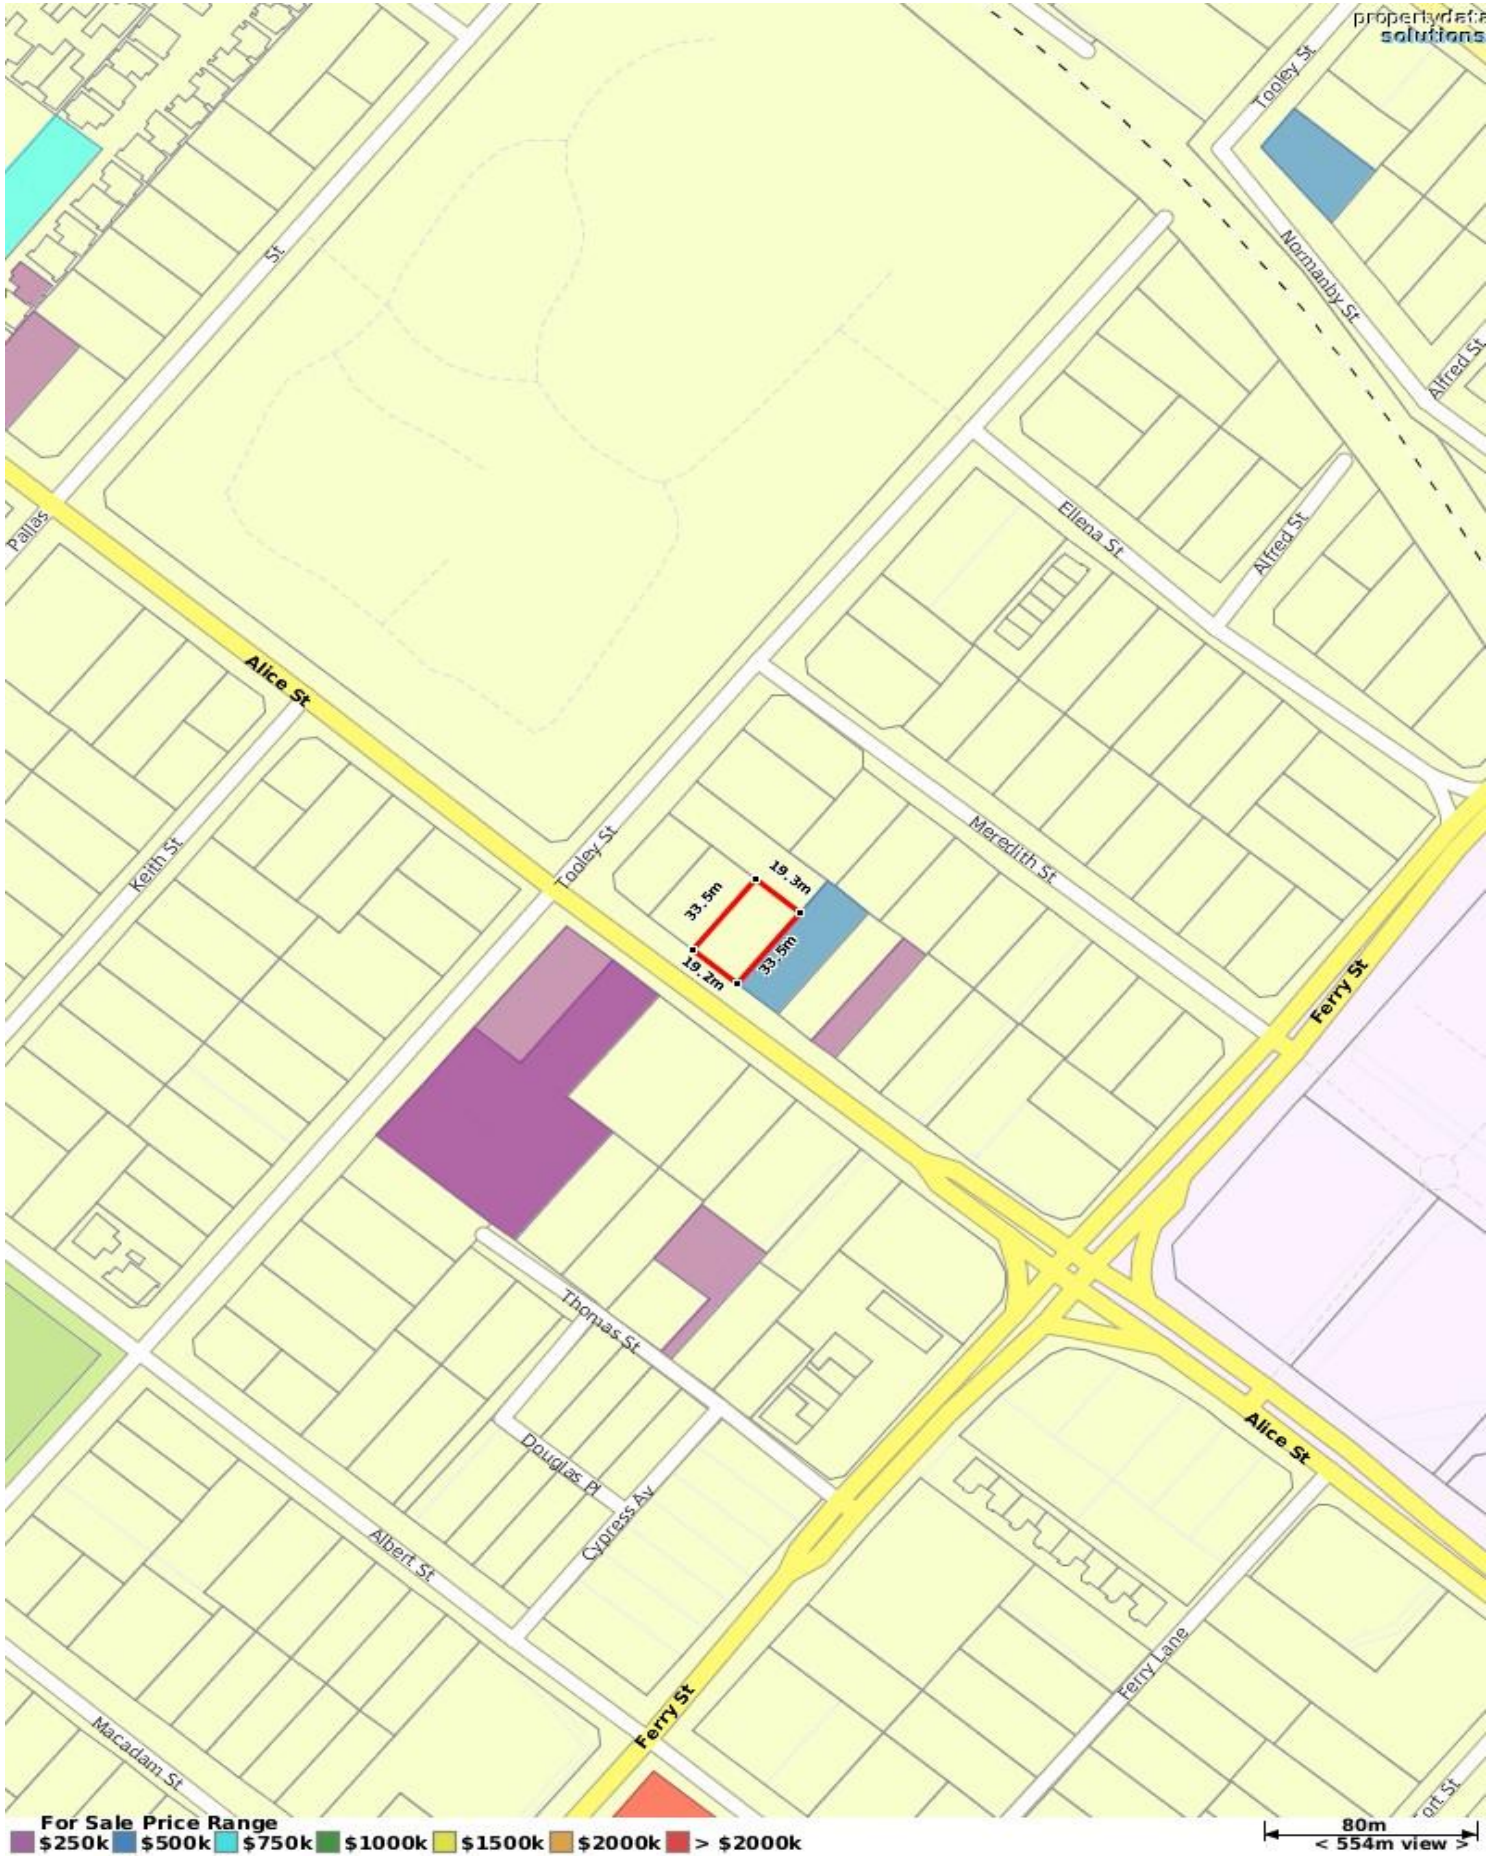 propertydata
solutions
Tooley St
Normanby St
St
Alfred St
Pallas
Ellena St
Alfred St
Alice St
Keith St
Tooley St
Meredith St
19.3m
33.5m
33.5m
19.2m
Ferry St
Thomas St
Alice St
Douglas Pl
Cypress Av
Albert St
Ferry Lane
Ferry St
Macadam St
ort St
For Sale Price Range
$250k $500k $750k $1000k $1500k $2000k > $2000k
80m
< 554m view >